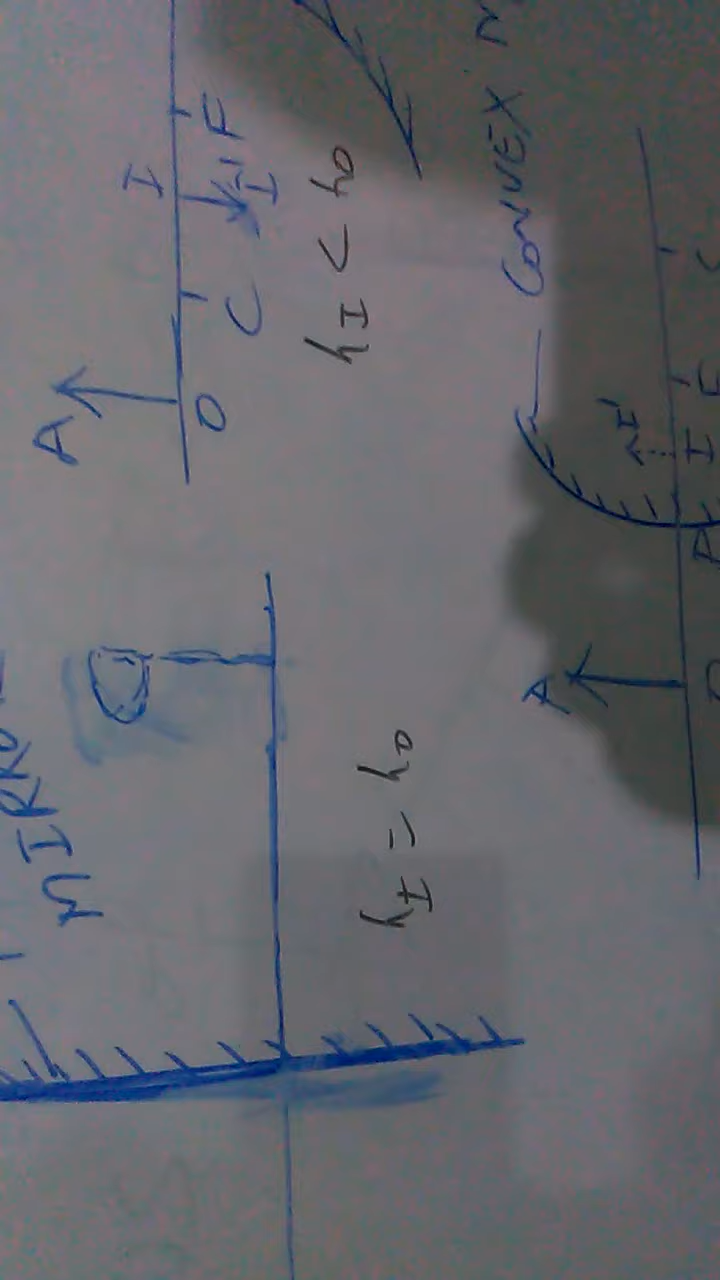 MIRRO
A
I
O C I' F
hI < ho
hI = ho
CONVEX M
A I'
P I F C